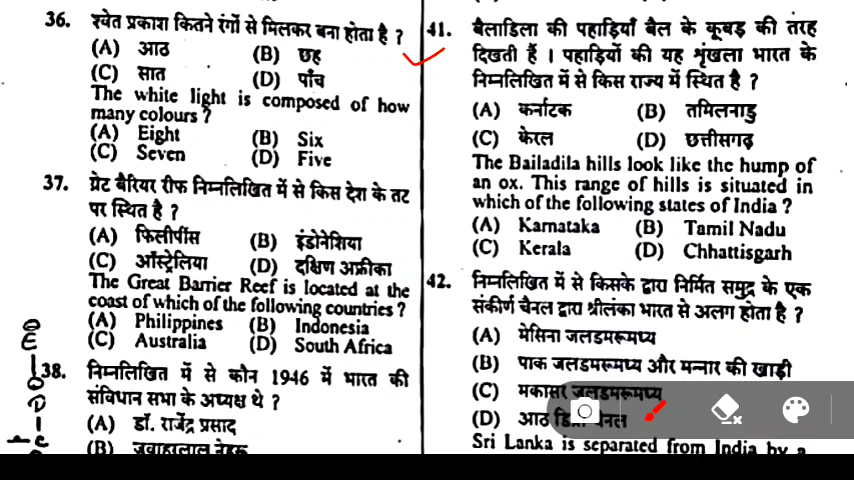 36. श्वेत प्रकाश कितने रंगों से मिलकर बना होता है ?
(A) आठ (B) छह
(C) सात (D) पाँच
The white light is composed of how
many colours ?
(A) Eight (B) Six
(C) Seven (D) Five
37. ग्रेट बैरियर रीफ निम्नलिखित में से किस देश के तट
पर स्थित है ?
(A) फिलीपींस (B) इंडोनेशिया
(C) ऑस्ट्रेलिया (D) दक्षिण अफ्रीका
The Great Barrier Reef is located at the
coast of which of the following countries ?
(A) Philippines (B) Indonesia
(C) Australia (D) South Africa
38. निम्नलिखित में से कौन 1946 में भारत की
संविधान सभा के अध्यक्ष थे ?
(A) डॉ. राजेंद्र प्रसाद
(B) जवाहरलाल नेहरू
41. बैलाडिला की पहाड़ियाँ बैल के कूबड़ की तरह
दिखती हैं । पहाड़ियों की यह शृंखला भारत के
निम्नलिखित में से किस राज्य में स्थित है ?
(A) कर्नाटक (B) तमिलनाडु
(C) केरल (D) छत्तीसगढ़
The Bailadila hills look like the hump of
an ox. This range of hills is situated in
which of the following states of India ?
(A) Karnataka (B) Tamil Nadu
(C) Kerala (D) Chhattisgarh
42. निम्नलिखित में से किसके द्वारा निर्मित समुद्र के एक
संकीर्ण चैनल द्वारा श्रीलंका भारत से अलग होता है ?
(A) मेसिना जलडमरूमध्य
(B) पाक जलडमरूमध्य और मन्नार की खाड़ी
(C) मकासर जलडमरूमध्य
(D) आठ डिग्री चैनल
Sri Lanka is separated from India by a